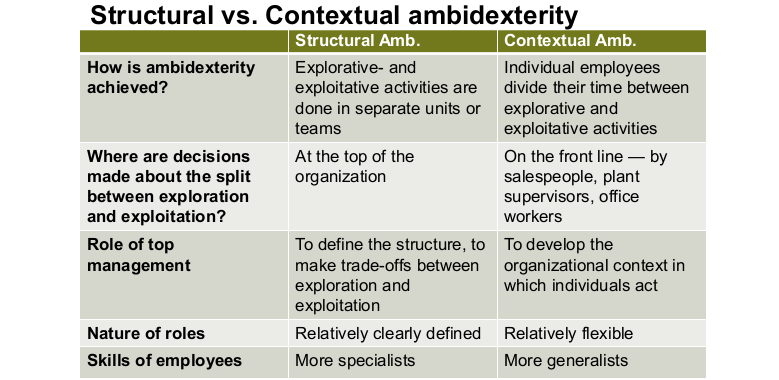 Structural vs. Contextual ambidexterity
Structural Amb.
Contextual Amb.
How is ambidexterity
achieved?
Explorative- and
exploitative activities are
done in separate units or
teams
Individual employees
divide their time between
explorative and
exploitative activities
Where are decisions
made about the split
between exploration
and exploitation?
At the top of the
organization
On the front line — by
salespeople, plant
supervisors, office
workers
Role of top
management
To define the structure, to
make trade-offs between
exploration and
exploitation
To develop the
organizational context in
which individuals act
Nature of roles
Relatively clearly defined
Relatively flexible
Skills of employees
More specialists
More generalists